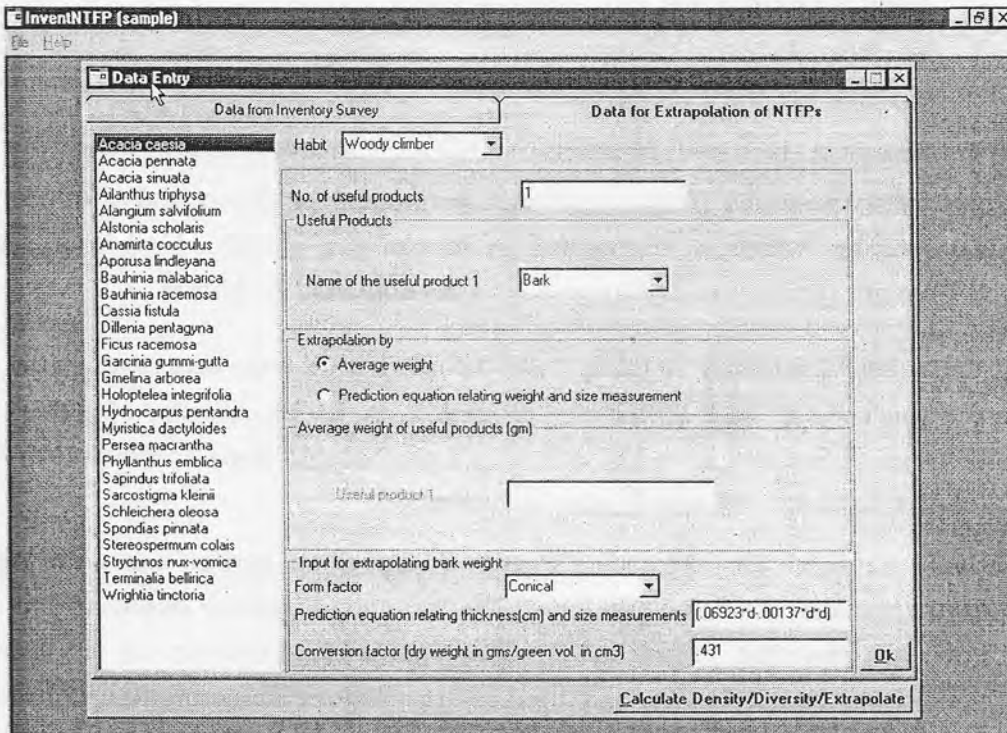 InventNTFP (sample)
File Help
Data Entry
Data from Inventory Survey
Data for Extrapolation of NTFPs
Acacia caesia
Acacia pennata
Acacia sinuata
Ailanthus triphysa
Alangium salvifolium
Alstonia scholaris
Anamirta cocculus
Aporusa lindleyana
Bauhinia malabarica
Bauhinia racemosa
Cassia fistula
Dillenia pentagyna
Ficus racemosa
Garcinia gummi-gutta
Gmelina arborea
Holoptelea integrifolia
Hydnocarpus pentandra
Myristica dactyloides
Persea macrantha
Phyllanthus emblica
Sapindus trifoliata
Sarcostigma kleinii
Schleichera oleosa
Spondias pinnata
Stereospermum colais
Strychnos nux-vomica
Terminalia bellirica
Wrightia tinctoria
Habit Woody climber
No. of useful products 1
Useful Products
Name of the useful product 1 Bark
Extrapolation by
Average weight
Prediction equation relating weight and size measurement
Average weight of useful products (gm)
Useful product 1
Input for extrapolating bark weight
Form factor Conical
Prediction equation relating thickness(cm) and size measurements (.06923*d-.00137*d*d)
Conversion factor (dry weight in gms/green vol. in cm3) .431
Ok
Calculate Density/Diversity/Extrapolate